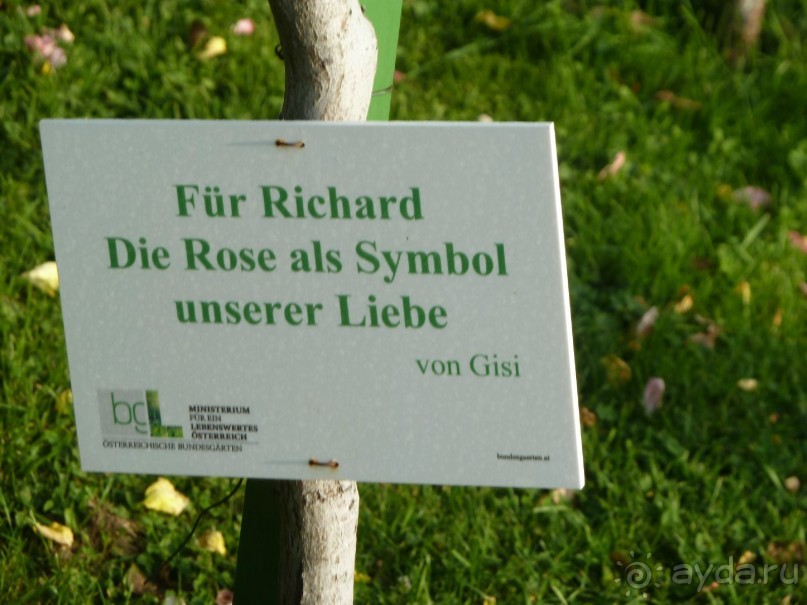 Für Richard
Die Rose als Symbol
unserer Liebe
von Gisi
bg
MINISTERIUM
FÜR EIN
LEBENSWERTES
ÖSTERREICH
ÖSTERREICHISCHE BUNDESGÄRTEN
bundesgaerten.at
ayda.ru